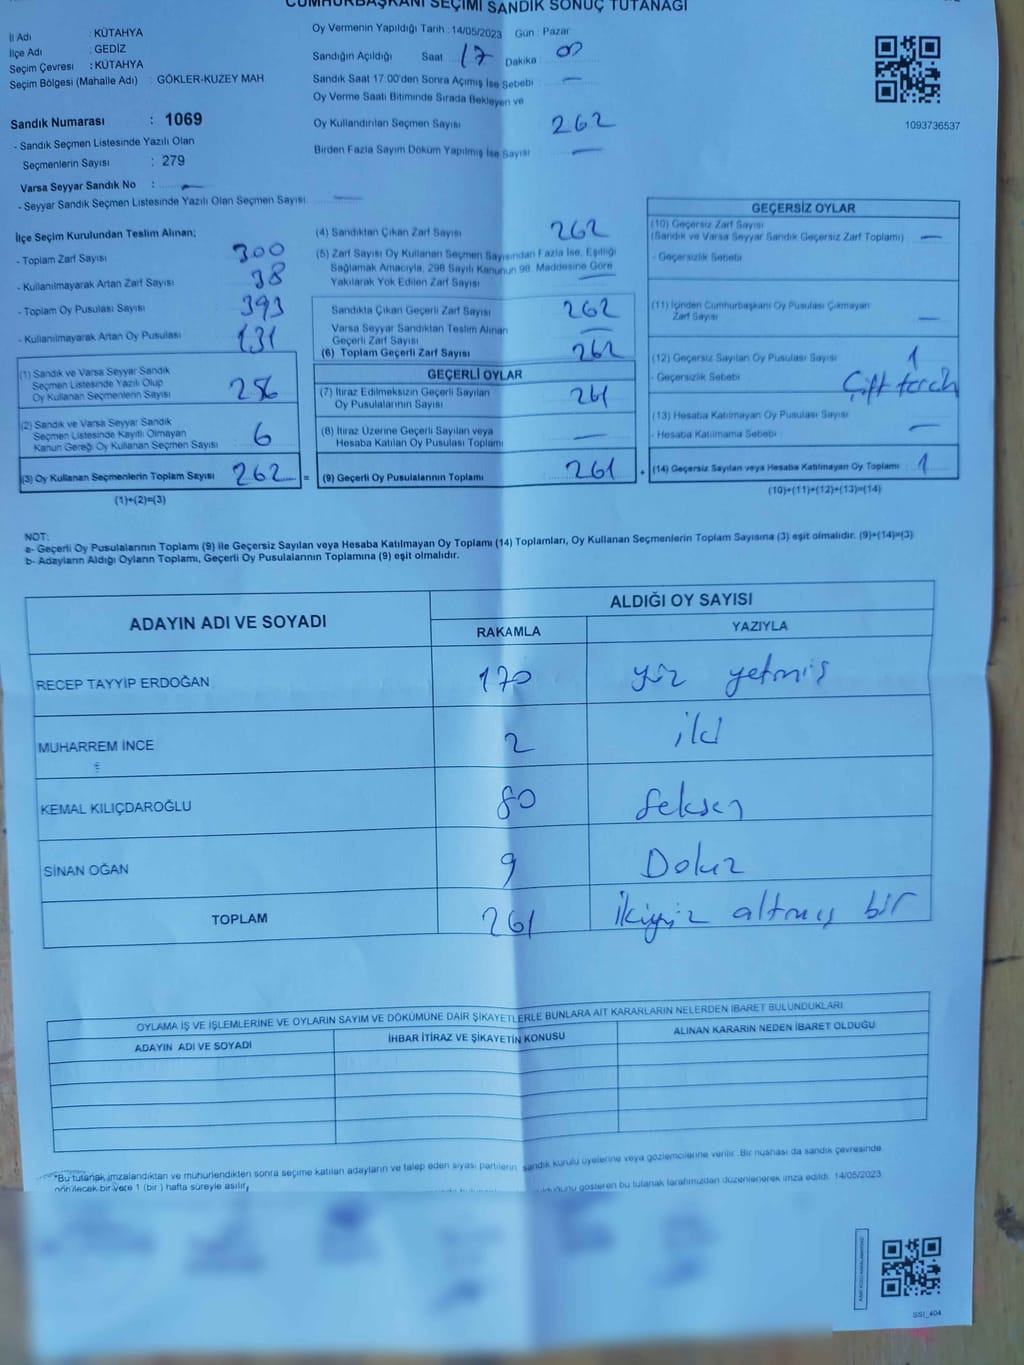 CUMHURBAŞKANI SEÇİMİ SANDIK SONUÇ TUTANAĞI
İl Adı : KÜTAHYA
İlçe Adı : GEDİZ
Seçim Çevresi : KÜTAHYA
Seçim Bölgesi (Mahalle Adı) : GÖKLER-KUZEY MAH.
Sandık Numarası : 1069
- Sandık Seçmen Listesinde Yazılı Olan
Seçmenlerin Sayısı : 279
Varsa Seyyar Sandık No : —
- Seyyar Sandık Seçmen Listesinde Yazılı Olan Seçmen Sayısı: —
Oy Vermenin Yapıldığı Tarih : 14/05/2023 Gün : Pazar
Sandığın Açıldığı Saat 17 Dakika : 00
Sandık Saat 17:00'den Sonra Açımış İse Sebebi : —
Oy Verme Saati Bitiminde Sırada Bekleyen ve
Oy Kullandırılan Seçmen Sayısı 262
Birden Fazla Sayım Döküm Yapılmış İse Sayısı —
1093736537
İlçe Seçim Kurulundan Teslim Alınan;
- Toplam Zarf Sayısı 300
- Kullanılmayarak Artan Zarf Sayısı 38
- Toplam Oy Pusulası Sayısı 393
- Kullanılmayarak Artan Oy Pusulası 131
(1) Sandık ve Varsa Seyyar Sandık
Seçmen Listesinde Yazılı Olup
Oy Kullanan Seçmenlerin Sayısı 256
(2) Sandık ve Varsa Seyyar Sandık
Seçmen Listesinde Kayıtlı Olmayan
Kanun Gereği Oy Kullanan Seçmen Sayısı 6
(3) Oy Kullanan Seçmenlerin Toplam Sayısı 262 =
(1)+(2)=(3)
(4) Sandıktan Çıkan Zarf Sayısı 262
(5) Zarf Sayısı Oy Kullanan Seçmen Sayısından Fazla İse, Eşitliği
Sağlamak Amacıyla, 298 Sayılı Kanunun 98. Maddesine Göre
Yakılarak Yok Edilen Zarf Sayısı —
Sandıkta Çıkan Geçerli Zarf Sayısı 262
Varsa Seyyar Sandıktan Teslim Alınan
Geçerli Zarf Sayısı —
(6) Toplam Geçerli Zarf Sayısı 262
GEÇERLİ OYLAR
(7) İtiraz Edilmeksizin Geçerli Sayılan
Oy Pusulalarının Sayısı 261
(8) İtiraz Üzerine Geçerli Sayılan veya
Hesaba Katılan Oy Pusulası Toplamı —
(9) Geçerli Oy Pusulalarının Toplamı 261 +
GEÇERSİZ OYLAR
(10) Geçersiz Zarf Sayısı
(Sandık ve Varsa Seyyar Sandık Geçersiz Zarf Toplamı) —
- Geçersizlik Sebebi
(11) İçinden Cumhurbaşkanı Oy Pusulası Çıkmayan
Zarf Sayısı —
(12) Geçersiz Sayılan Oy Pusulası Sayısı 1
- Geçersizlik Sebebi Çift tercih
(13) Hesaba Katılmayan Oy Pusulası Sayısı —
- Hesaba Katılmama Sebebi
(14) Geçersiz Sayılan veya Hesaba Katılmayan Oy Toplamı 1
(10)+(11)+(12)+(13)=(14)
NOT:
a- Geçerli Oy Pusulalarının Toplamı (9) ile Geçersiz Sayılan veya Hesaba Katılmayan Oy Toplamı (14) Toplamları, Oy Kullanan Seçmenlerin Toplam Sayısına (3) eşit olmalıdır. (9)+(14)=(3)
b- Adayların Aldığı Oyların Toplamı, Geçerli Oy Pusulalarının Toplamına (9) eşit olmalıdır.
ADAYIN ADI VE SOYADI ALDIĞI OY SAYISI
RAKAMLA YAZIYLA
RECEP TAYYİP ERDOĞAN 170 yüz yetmiş
MUHARREM İNCE 2 iki
KEMAL KILIÇDAROĞLU 80 Seksen
SİNAN OĞAN 9 Dokuz
TOPLAM 261 İkiyüz altmış bir
OYLAMA İŞ VE İŞLEMLERİNE VE OYLARIN SAYIM VE DÖKÜMÜNE DAİR ŞİKAYETLERLE BUNLARA AİT KARARLARIN NELERDEN İBARET BULUNDUKLARI
ADAYIN ADI VE SOYADI İHBAR İTİRAZ VE ŞİKAYETİN KONUSU ALINAN KARARIN NEDEN İBARET OLDUĞU
*Bu tutanak imzalandıktan ve mühürlendikten sonra seçime katılan adayların ve talep eden siyasi partilerin sandık kurulu üyelerine veya gözlemcilerine verilir. Bir nüshası da sandık çevresinde
görülecek bir yere 1 (bir) hafta süreyle asılır.
olduğunu gösteren bu tutanak tarafımızdan düzenlenerek imza edildi. 14/05/2023
SSI_404